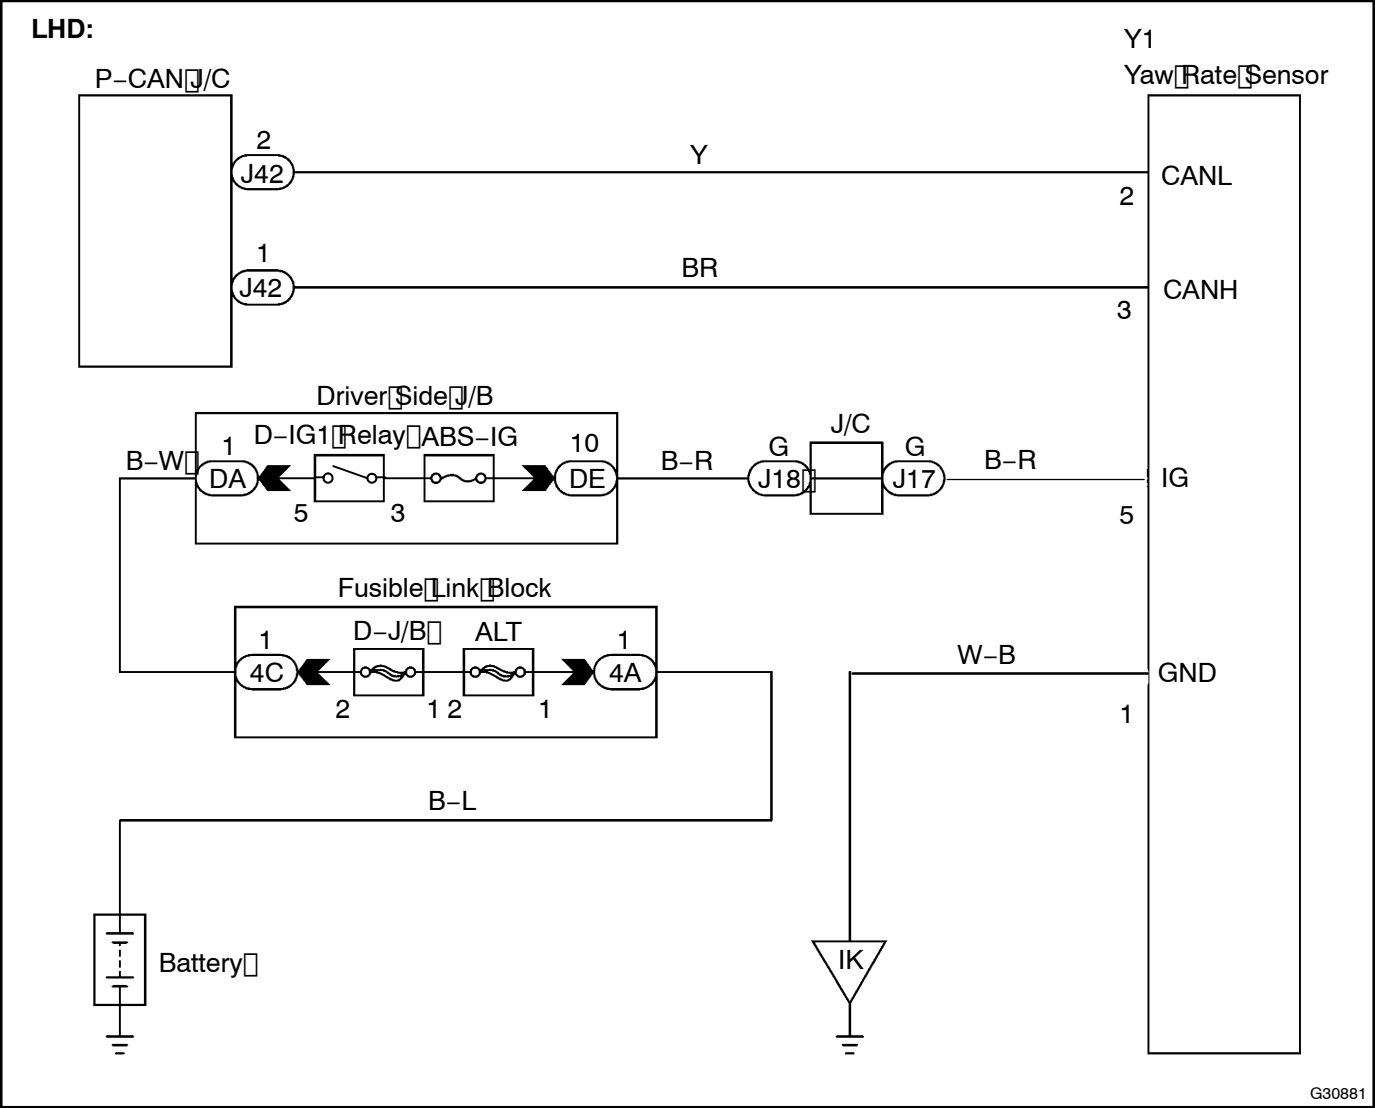 LHD:
Y1
P−CAN J/C
Yaw Rate Sensor
2
J42
Y
CANL
2
1
J42
BR
CANH
3
Driver Side J/B
J/C
1
D−IG1 Relay
ABS−IG
10
G
G
B−W
DA
DE
B−R
J18
J17
B−R
IG
5
3
5
Fusible Link Block
1
D−J/B
ALT
1
W−B
4C
4A
GND
2
1
2
1
1
B−L
Battery
IK
G30881